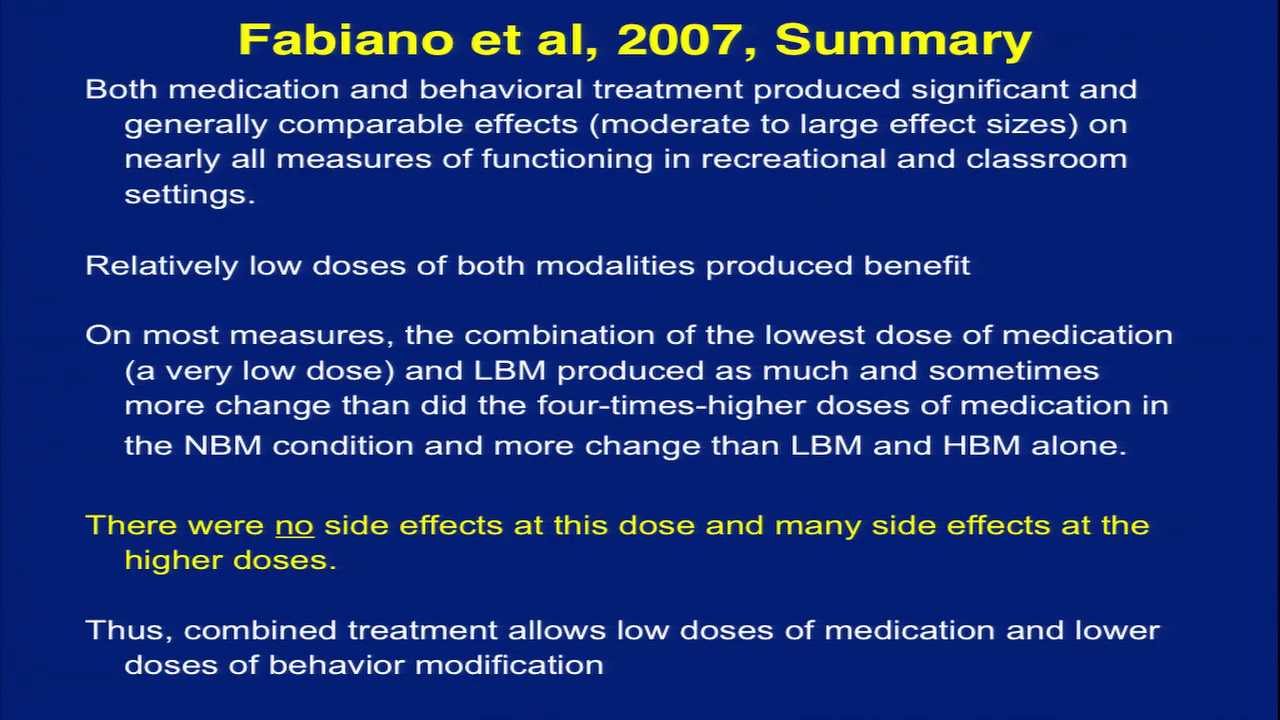 Fabiano et al, 2007, Summary
Both medication and behavioral treatment produced significant and
generally comparable effects (moderate to large effect sizes) on
nearly all measures of functioning in recreational and classroom
settings.
Relatively low doses of both modalities produced benefit
On most measures, the combination of the lowest dose of medication
(a very low dose) and LBM produced as much and sometimes
more change than did the four-times-higher doses of medication in
the NBM condition and more change than LBM and HBM alone.
There were no side effects at this dose and many side effects at the
higher doses.
Thus, combined treatment allows low doses of medication and lower
doses of behavior modification